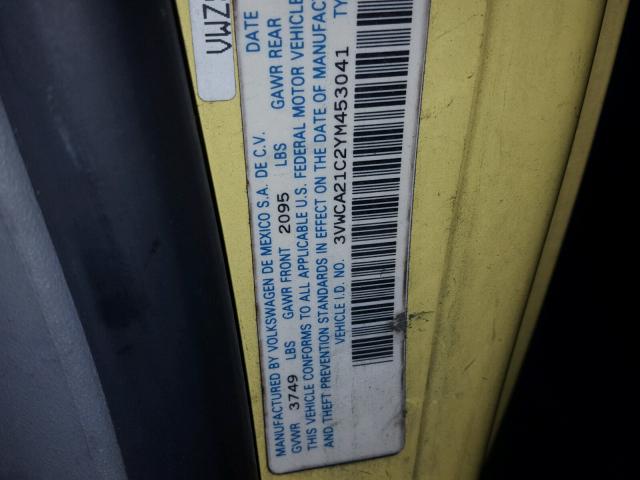 VWZ
MANUFACTURED BY VOLKSWAGEN DE MEXICO S.A. DE C.V. DATE
GVWR 3749 LBS GAWR FRONT 2095 LBS GAWR REAR
THIS VEHICLE CONFORMS TO ALL APPLICABLE U.S. FEDERAL MOTOR VEHICLE
AND THEFT PREVENTION STANDARDS IN EFFECT ON THE DATE OF MANUFAC
VEHICLE I.D. NO. 3VWCA21C2YM453041 TY